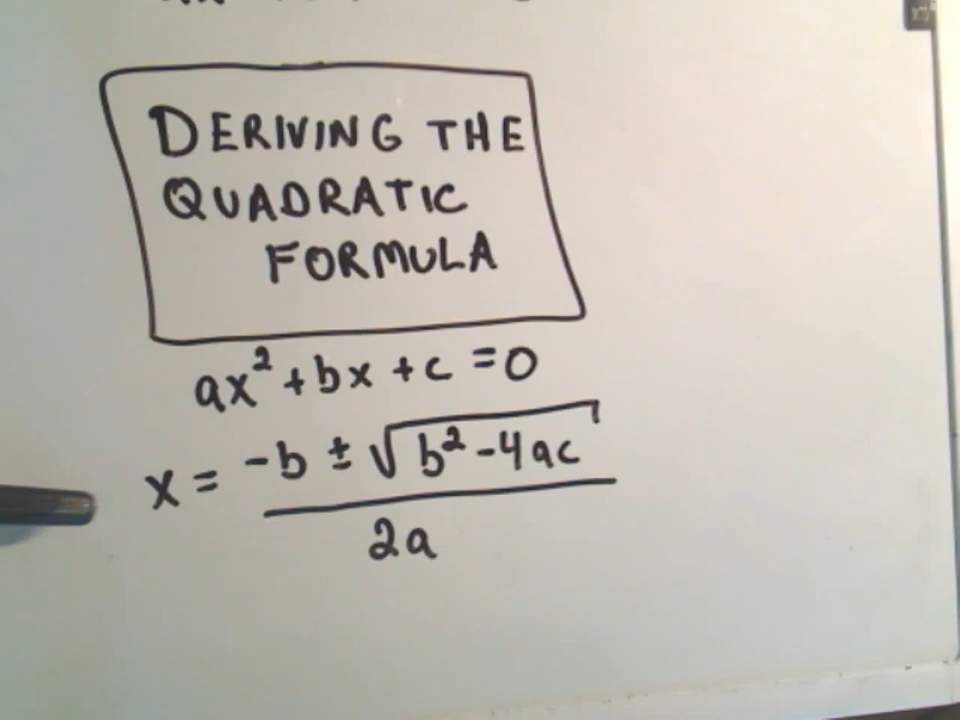 DERIVING THE
QUADRATIC
FORMULA
ax² + bx + c = 0
x = -b ± √(b² - 4ac) / 2a